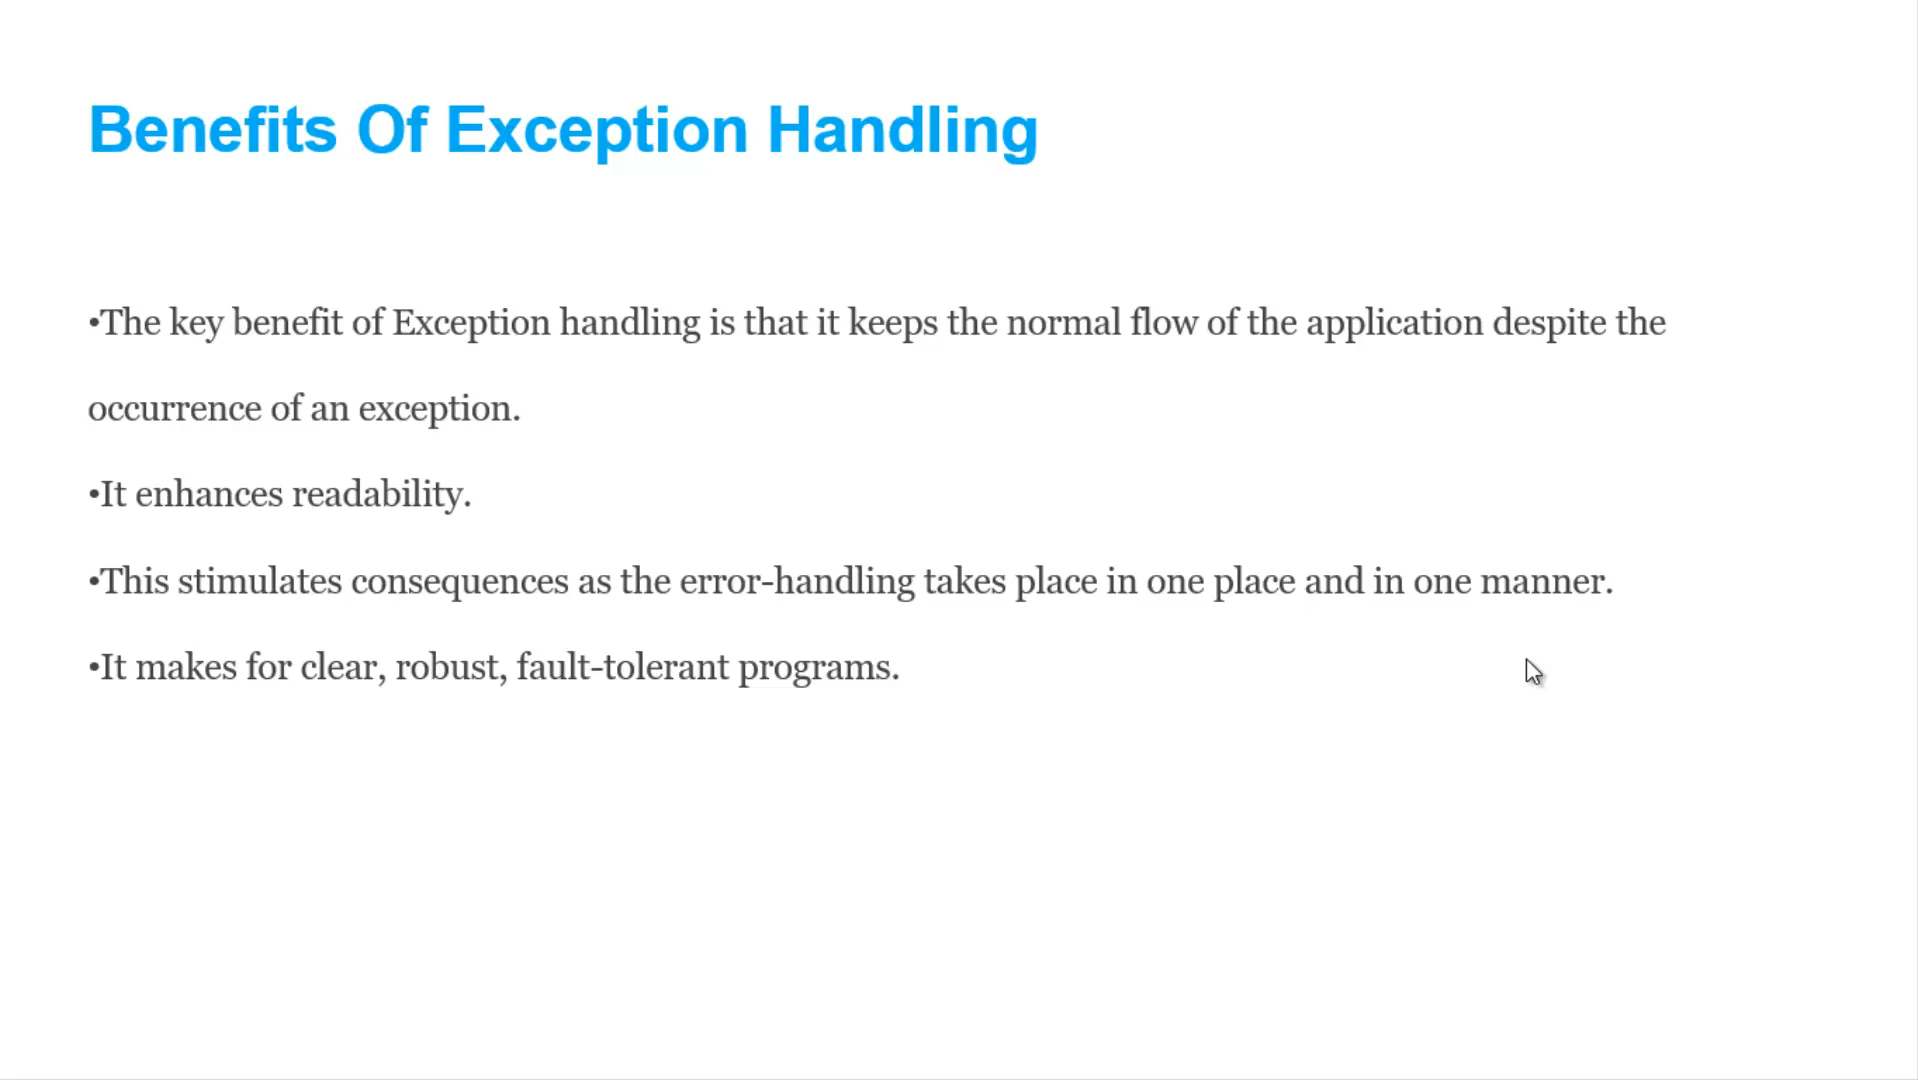 Benefits Of Exception Handling
•The key benefit of Exception handling is that it keeps the normal flow of the application despite the
occurrence of an exception.
•It enhances readability.
•This stimulates consequences as the error-handling takes place in one place and in one manner.
•It makes for clear, robust, fault-tolerant programs.